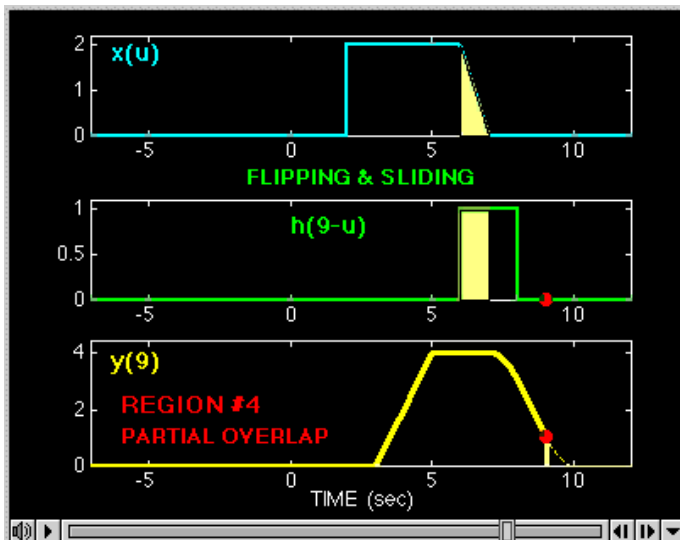 2
x(u)
1
0
-5 0 5 10
FLIPPING & SLIDING
1
h(9-u)
0.5
0
-5 0 5 10
4
y(9)
REGION #4
2
PARTIAL OVERLAP
0
-5 0 5 10
TIME (sec)